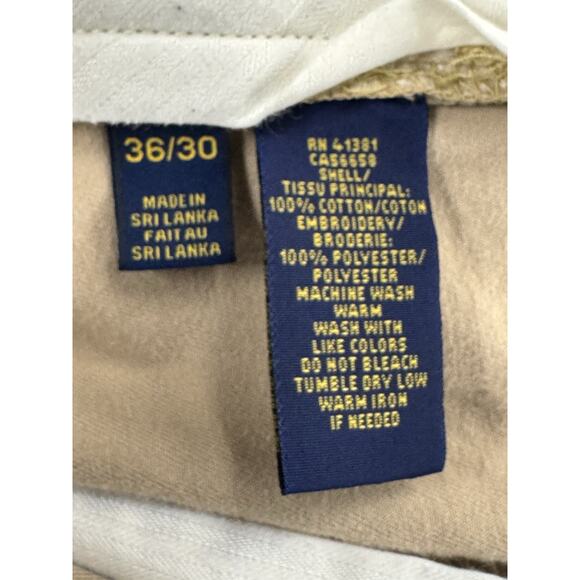 36/30
MADE IN
SRI LANKA
FAIT AU
SRI LANKA
RN 41381
CA56658
SHELL/
TISSU PRINCIPAL:
100% COTTON/COTON
EMBROIDERY/
BRODERIE:
100% POLYESTER/
POLYESTER
MACHINE WASH
WARM
WASH WITH
LIKE COLORS
DO NOT BLEACH
TUMBLE DRY LOW
WARM IRON
IF NEEDED